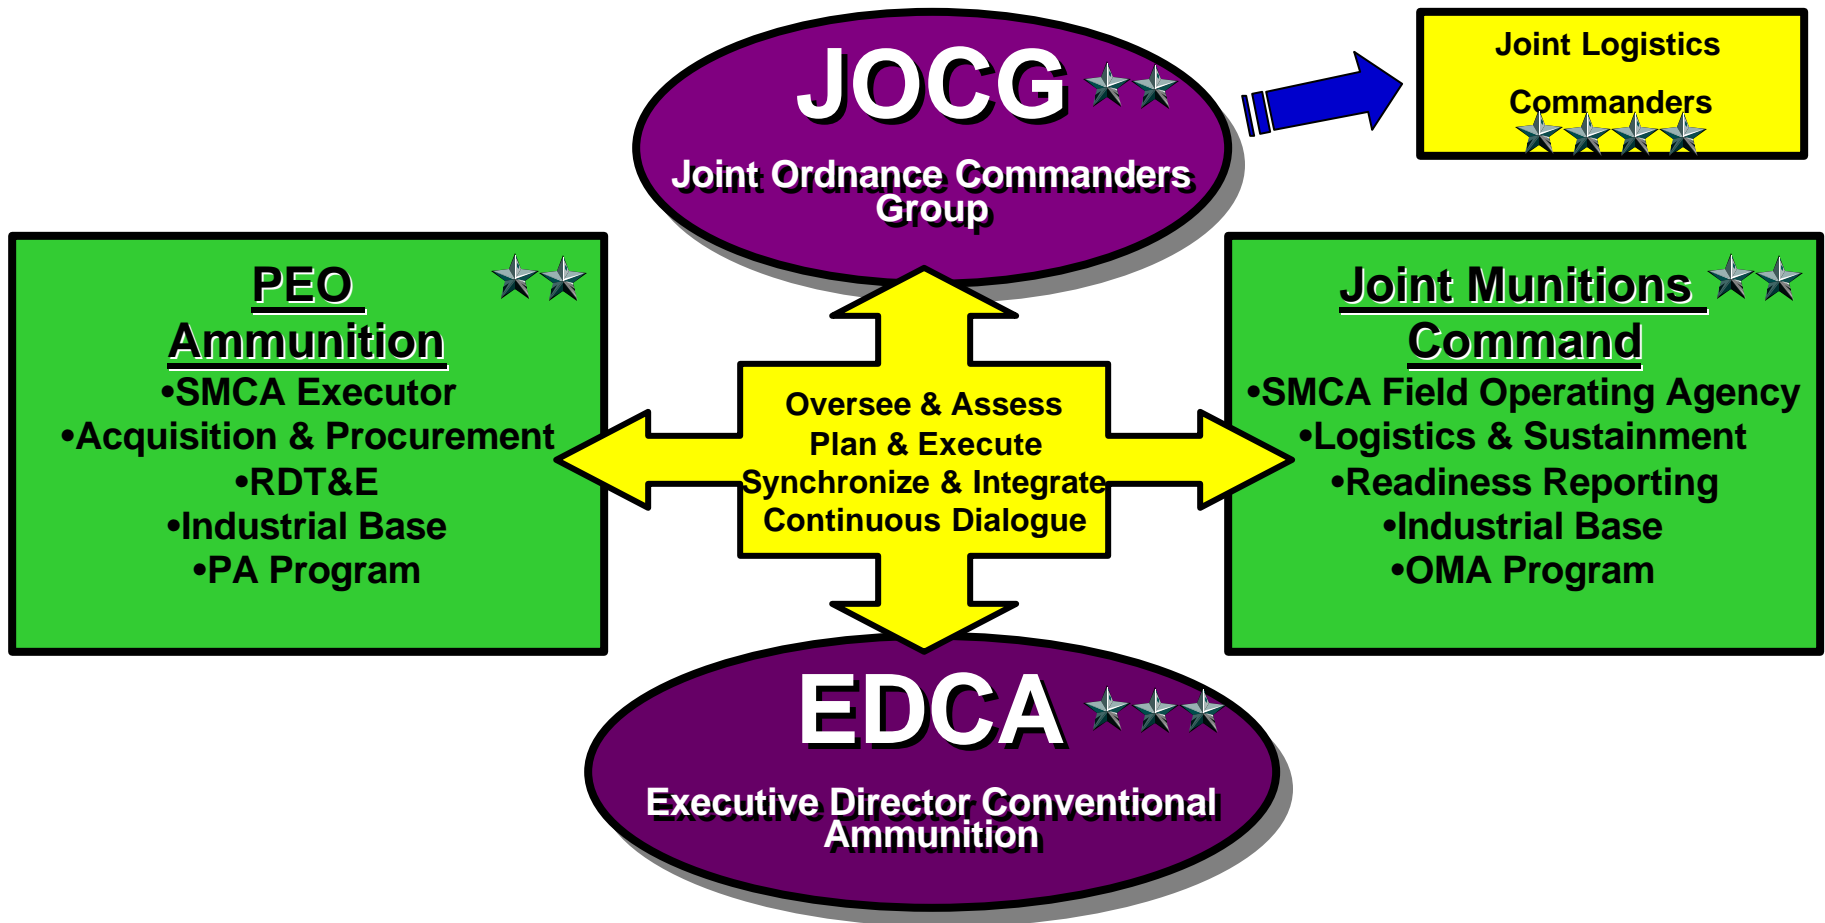 JOCG
Joint Ordnance Commanders
Group
Joint Logistics
Commanders
PEO
Ammunition
•SMCA Executor
•Acquisition & Procurement
•RDT&E
•Industrial Base
•PA Program
Oversee & Assess
Plan & Execute
Synchronize & Integrate
Continuous Dialogue
Joint Munitions
Command
•SMCA Field Operating Agency
•Logistics & Sustainment
•Readiness Reporting
•Industrial Base
•OMA Program
EDCA
Executive Director Conventional
Ammunition